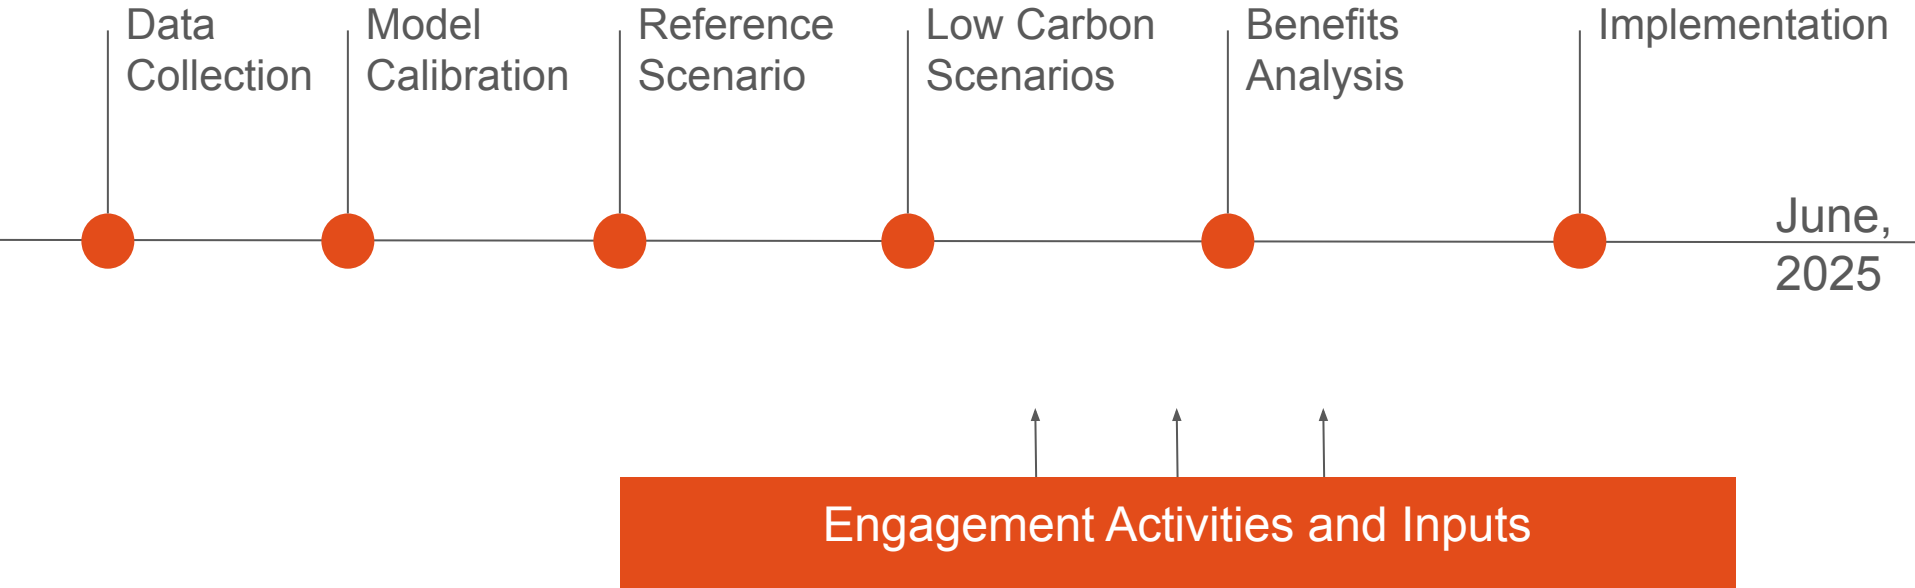 Data
Collection
Model
Calibration
Reference
Scenario
Low Carbon
Scenarios
Benefits
Analysis
Implementation
June,
2025
Engagement Activities and Inputs